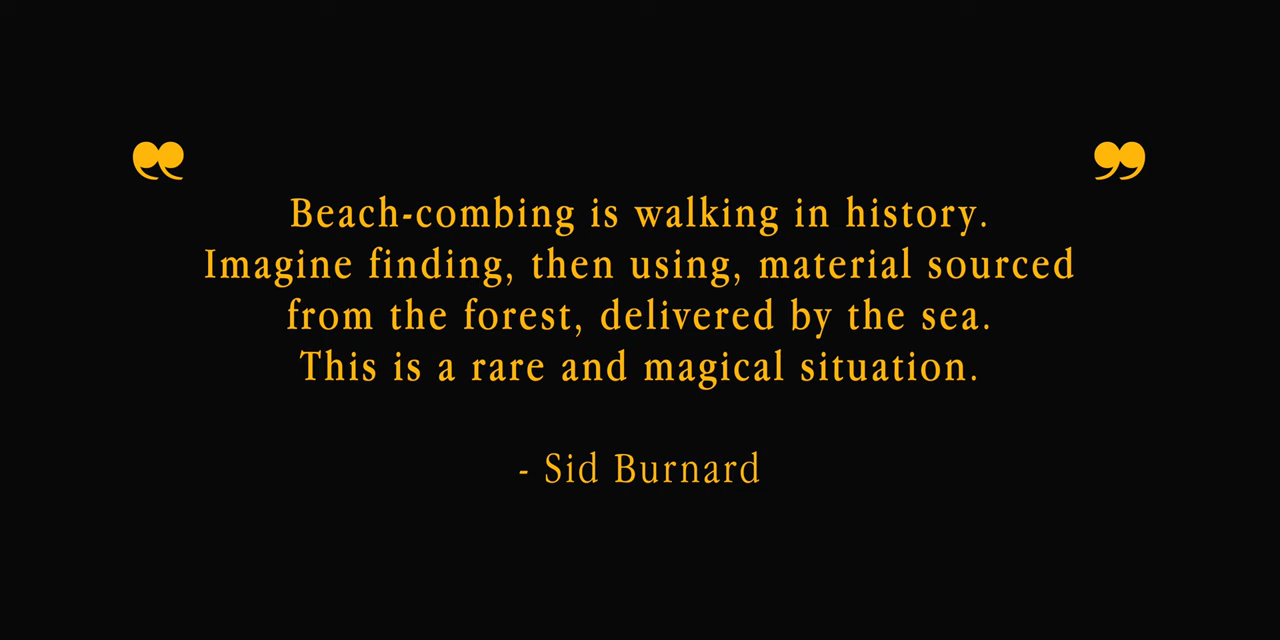 ❝ ❞
Beach-combing is walking in history.
Imagine finding, then using, material sourced
from the forest, delivered by the sea.
This is a rare and magical situation.
- Sid Burnard